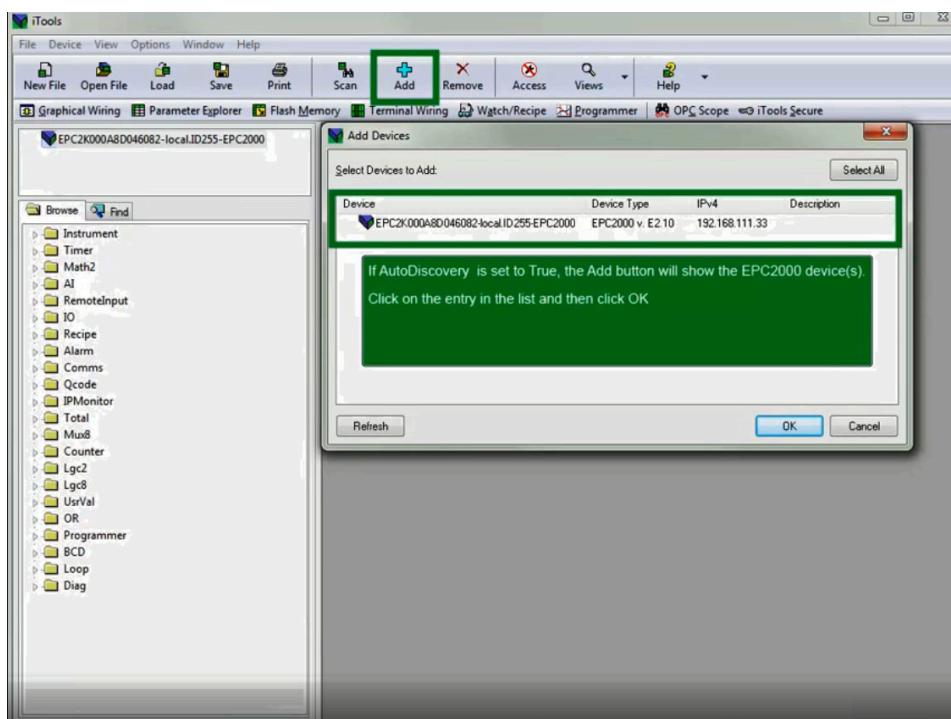 iTools
File Device View Options Window Help
New File Open File Load Save Print Scan Add Remove Access Views Help
Graphical Wiring Parameter Explorer Flash Memory Terminal Wiring Watch/Recipe Programmer OPC Scope iTools Secure
EPC2K000A8D046082-local.ID255-EPC2000
Add Devices
Select Devices to Add:
Select All
Device Device Type IPv4 Description
EPC2K000A8D046082-local.ID255-EPC2000 EPC2000 v. E2.10 192.168.111.33
If AutoDiscovery is set to True, the Add button will show the EPC2000 device(s).
Click on the entry in the list and then click OK
Refresh OK Cancel
Browse Find
Instrument
Timer
Math2
AI
RemoteInput
IO
Recipe
Alarm
Comms
Qcode
IPMonitor
Total
Mux8
Counter
Lgc2
Lgc8
UsrVal
OR
Programmer
BCD
Loop
Diag